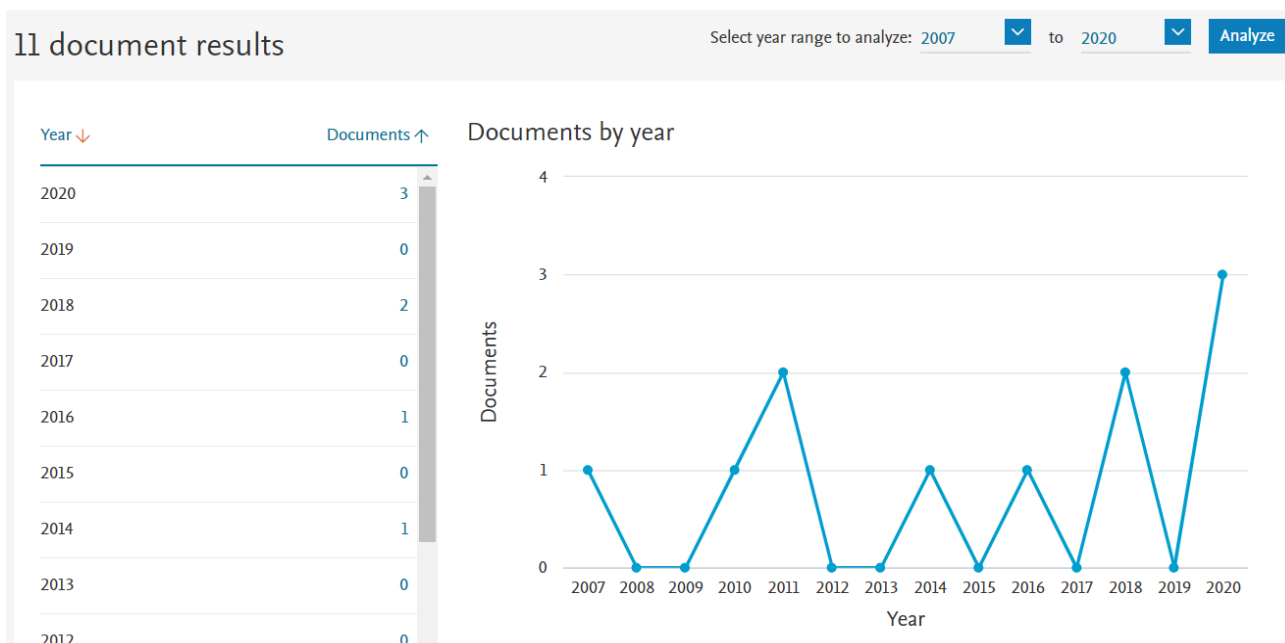 11 document results
Select year range to analyze: 2007 to 2020 Analyze
Year Documents
2020 3
2019 0
2018 2
2017 0
2016 1
2015 0
2014 1
2013 0
2012 0
Documents by year
4
3
2
1
0
Documents
2007 2008 2009 2010 2011 2012 2013 2014 2015 2016 2017 2018 2019 2020
Year